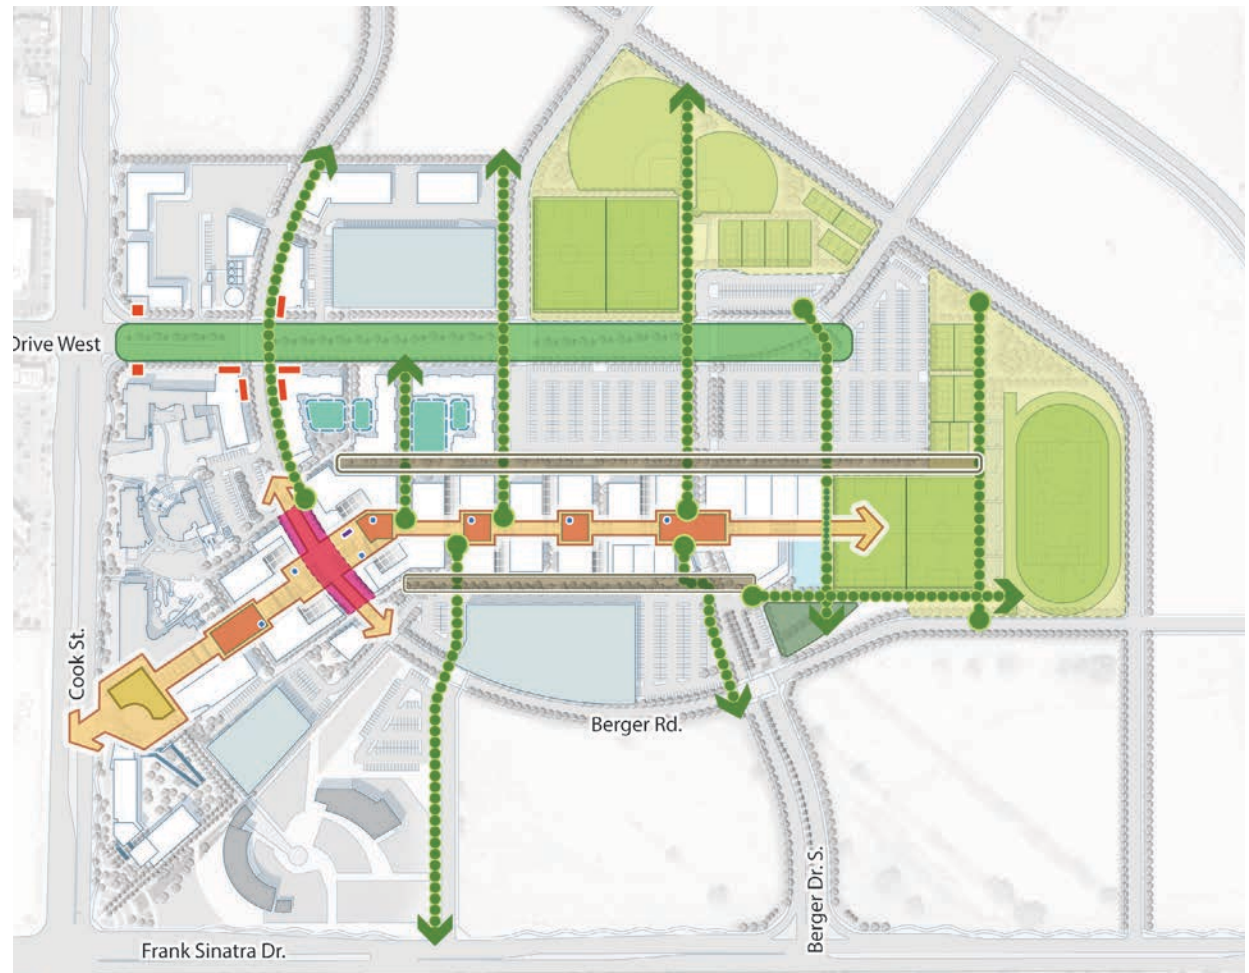 Drive West
Cook St.
Berger Rd.
Berger Dr. S.
Frank Sinatra Dr.